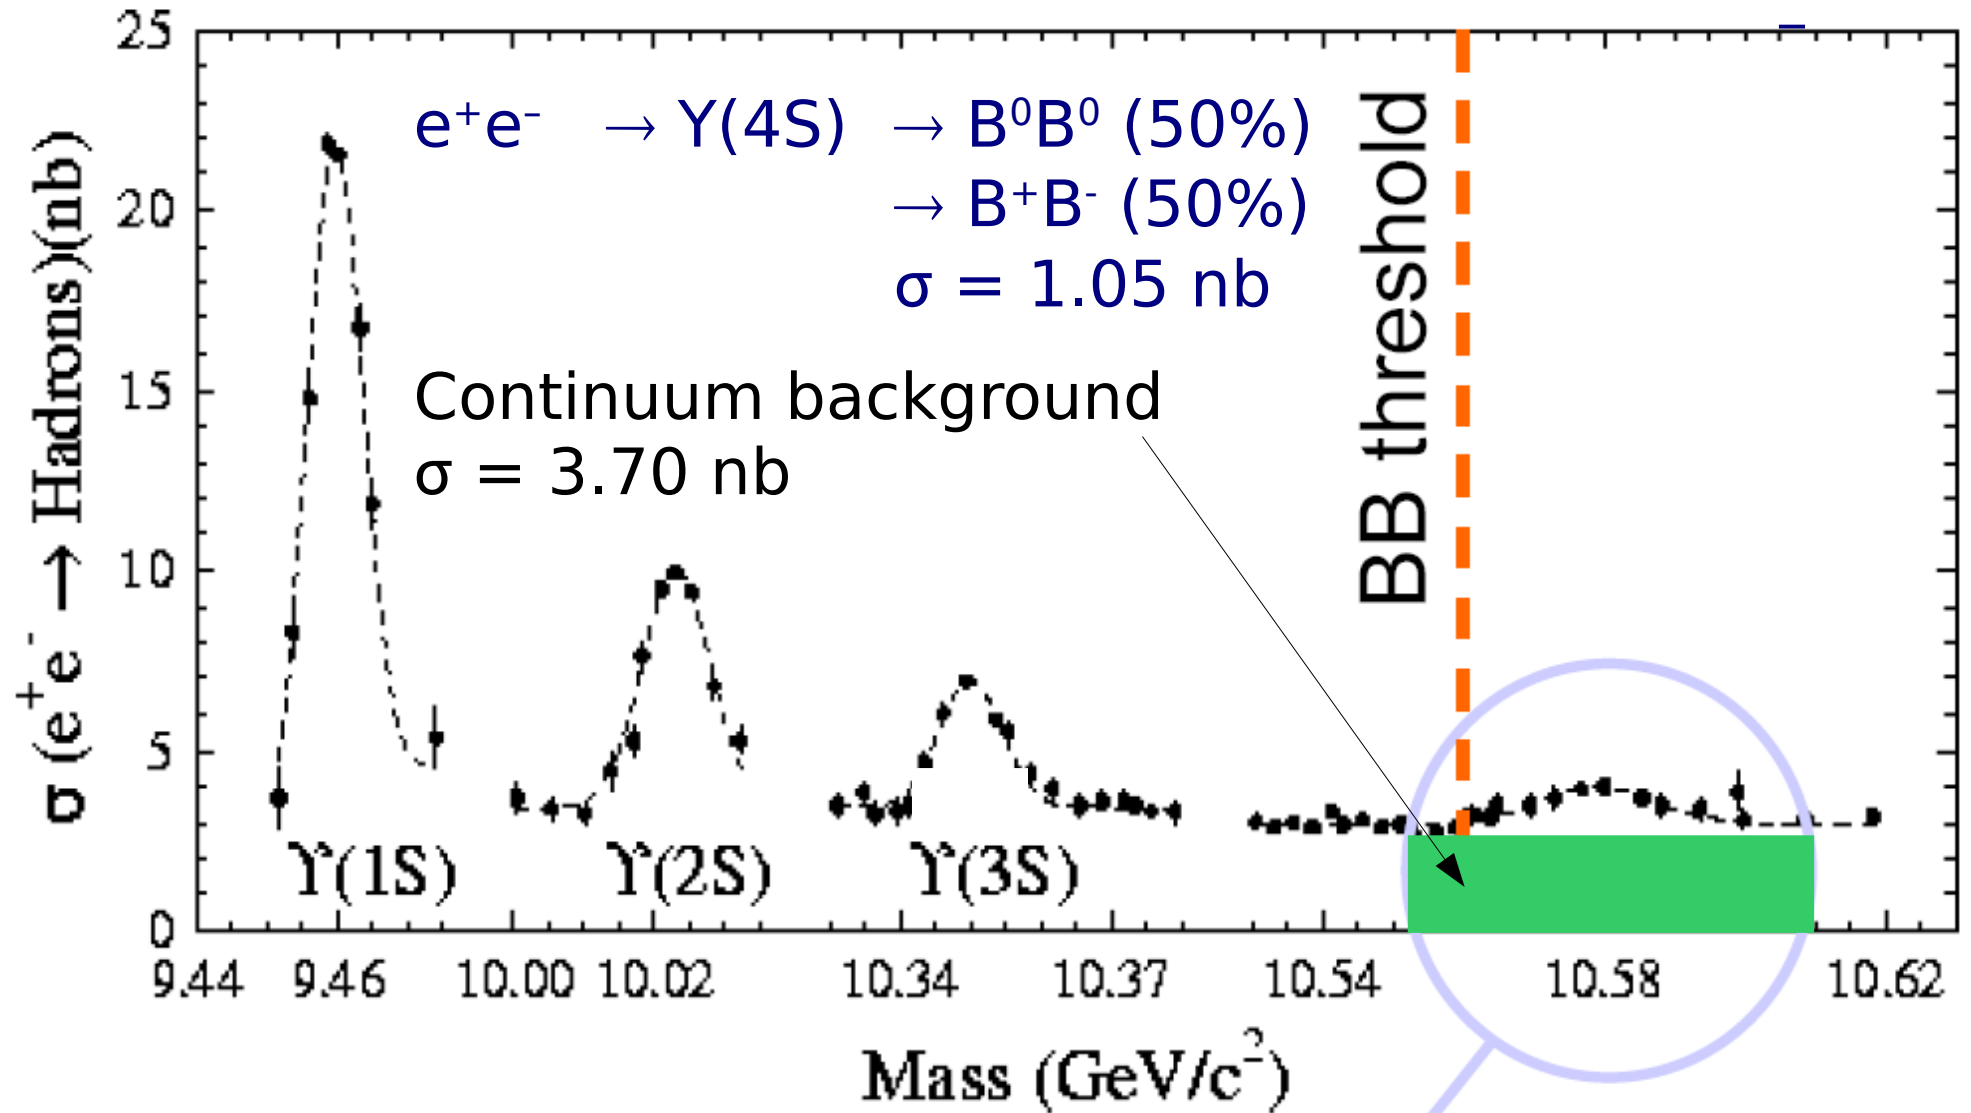 25
20
15
10
5
0
σ (e⁺e⁻ → Hadrons)(nb)
e⁺e⁻ → Υ(4S) → B⁰B⁰ (50%)
→ B⁺B⁻ (50%)
σ = 1.05 nb
Continuum background
σ = 3.70 nb
BB threshold
ϒ(1S) ϒ(2S) ϒ(3S)
9.44 9.46 10.00 10.02 10.34 10.37 10.54 10.58 10.62
Mass (GeV/c²)